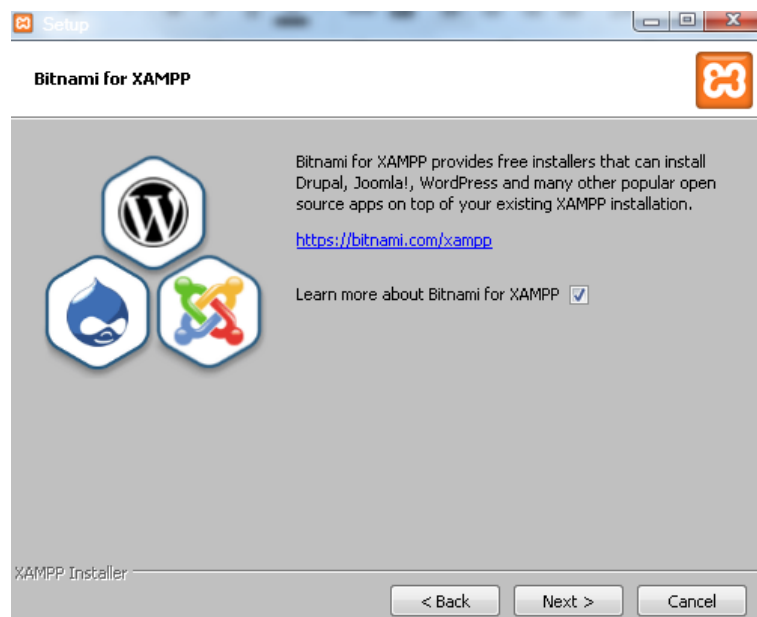 Setup
Bitnami for XAMPP
Bitnami for XAMPP provides free installers that can install
Drupal, Joomla!, WordPress and many other popular open
source apps on top of your existing XAMPP installation.
https://bitnami.com/xampp
Learn more about Bitnami for XAMPP
XAMPP Installer
< Back
Next >
Cancel